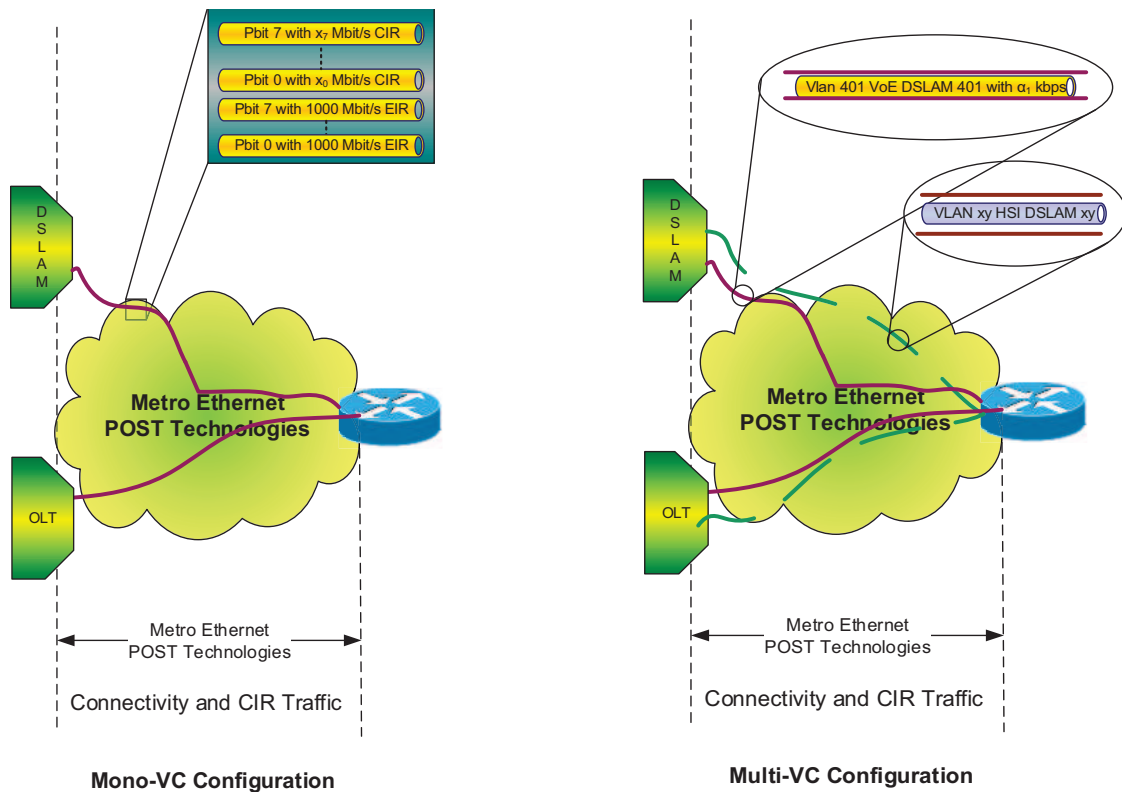 Pbit 7 with x₇ Mbit/s CIR
Pbit 0 with x₀ Mbit/s CIR
Pbit 7 with 1000 Mbit/s EIR
Pbit 0 with 1000 Mbit/s EIR
DSLAM
Metro Ethernet
POST Technologies
OLT
Metro Ethernet
POST Technologies
Connectivity and CIR Traffic
Mono-VC Configuration
Vlan 401 VoE DSLAM 401 with α₁ kbps
VLAN xy HSI DSLAM xy
DSLAM
Metro Ethernet
POST Technologies
OLT
Metro Ethernet
POST Technologies
Connectivity and CIR Traffic
Multi-VC Configuration